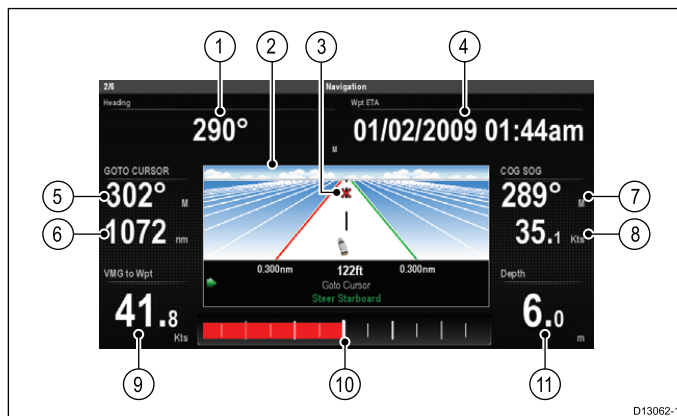 1
2
3
4
2/6 Navigation
Heading
Wpt ETA
290° M
01/02/2009 01:44am
GOTO CURSOR
COG SOG
5
302° M
289° M
7
6
1072 nm
35.1 Kts
8
0.300nm 122ft 0.300nm
VMG to Wpt
Depth
Goto Cursor
Steer Starboard
41.8 Kts
6.0 m
9
10
11
D13062-1